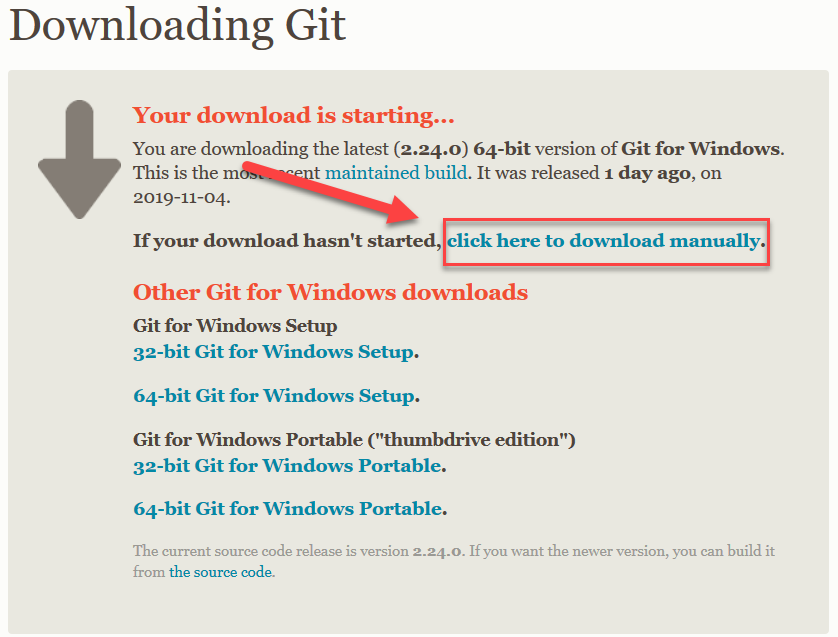 Downloading Git
Your download is starting...
You are downloading the latest (2.24.0) 64-bit version of Git for Windows.
This is the most recent maintained build. It was released 1 day ago, on
2019-11-04.
If your download hasn't started, click here to download manually.
Other Git for Windows downloads
Git for Windows Setup
32-bit Git for Windows Setup.
64-bit Git for Windows Setup.
Git for Windows Portable ("thumbdrive edition")
32-bit Git for Windows Portable.
64-bit Git for Windows Portable.
The current source code release is version 2.24.0. If you want the newer version, you can build it
from the source code.